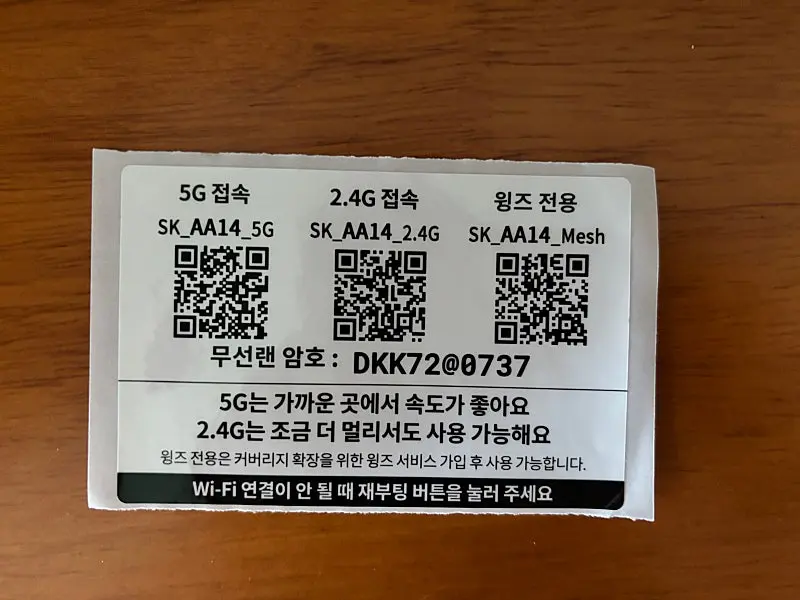 5G 접속
2.4G 접속
윙즈 전용
SK_AA14_5G
SK_AA14_2.4G
SK_AA14_Mesh
무선랜 암호 : DKK72@0737
5G는 가까운 곳에서 속도가 좋아요
2.4G는 조금 더 멀리서도 사용 가능해요
윙즈 전용은 커버리지 확장을 위한 윙즈 서비스 가입 후 사용 가능합니다.
Wi-Fi 연결이 안 될 때 재부팅 버튼을 눌러 주세요